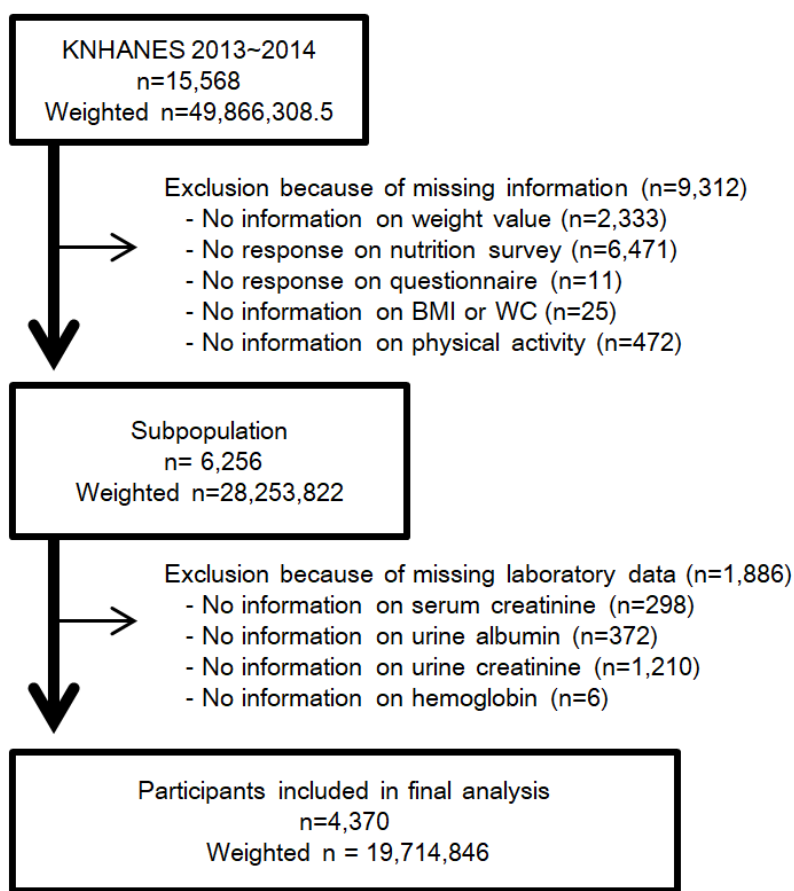 KNHANES 2013~2014
n=15,568
Weighted n=49,866,308.5
Exclusion because of missing information (n=9,312)
- No information on weight value (n=2,333)
- No response on nutrition survey (n=6,471)
- No response on questionnaire (n=11)
- No information on BMI or WC (n=25)
- No information on physical activity (n=472)
Subpopulation
n= 6,256
Weighted n=28,253,822
Exclusion because of missing laboratory data (n=1,886)
- No information on serum creatinine (n=298)
- No information on urine albumin (n=372)
- No information on urine creatinine (n=1,210)
- No information on hemoglobin (n=6)
Participants included in final analysis
n=4,370
Weighted n = 19,714,846